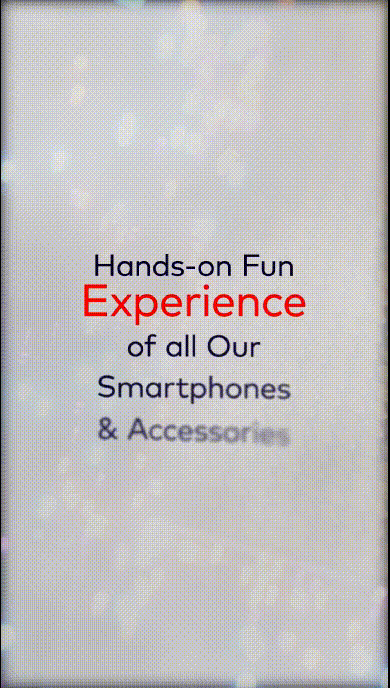 Hands-on Fun
Experience
of all Our
Smartphones
& Accessories